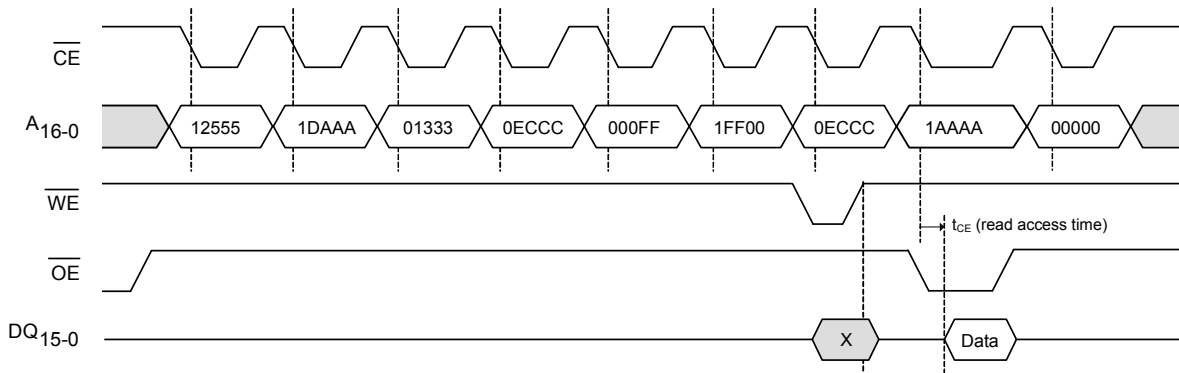 CE
A16-0 12555 1DAAA 01333 0ECCC 000FF 1FF00 0ECCC 1AAAA 00000
WE
tCE (read access time)
OE
DQ15-0 X Data